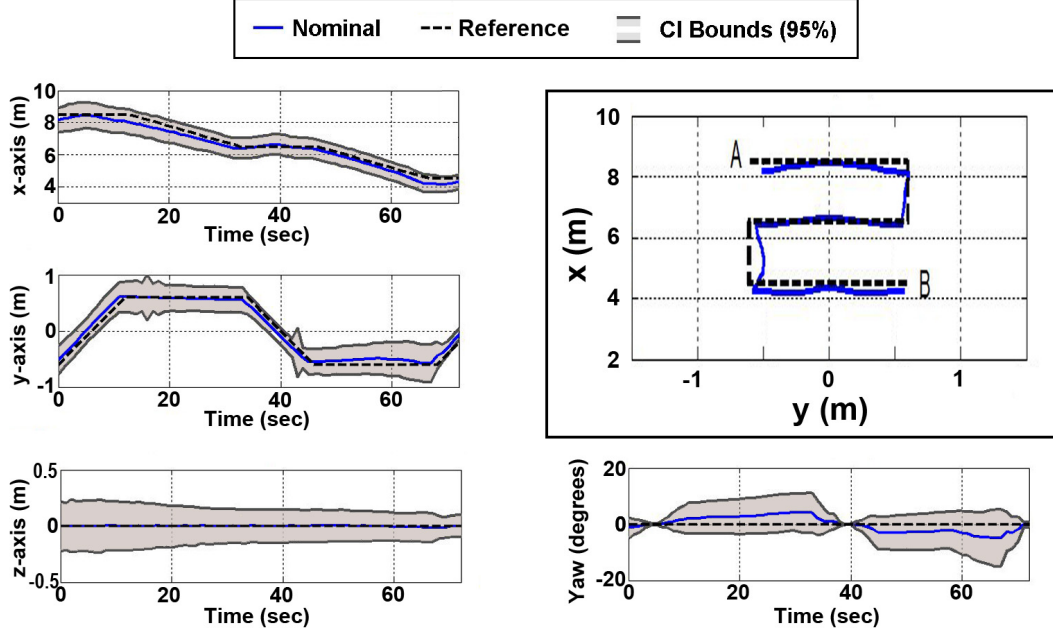 Nominal Reference CI Bounds (95%)
10
8
6
4
x-axis (m)
0 20 40 60
Time (sec)
1
0
-1
y-axis (m)
0 20 40 60
Time (sec)
0.5
0
-0.5
z-axis (m)
0 20 40 60
Time (sec)
10
8
6
4
2
x (m)
A
B
-1 0 1
y (m)
20
0
-20
Yaw (degrees)
0 20 40 60
Time (sec)